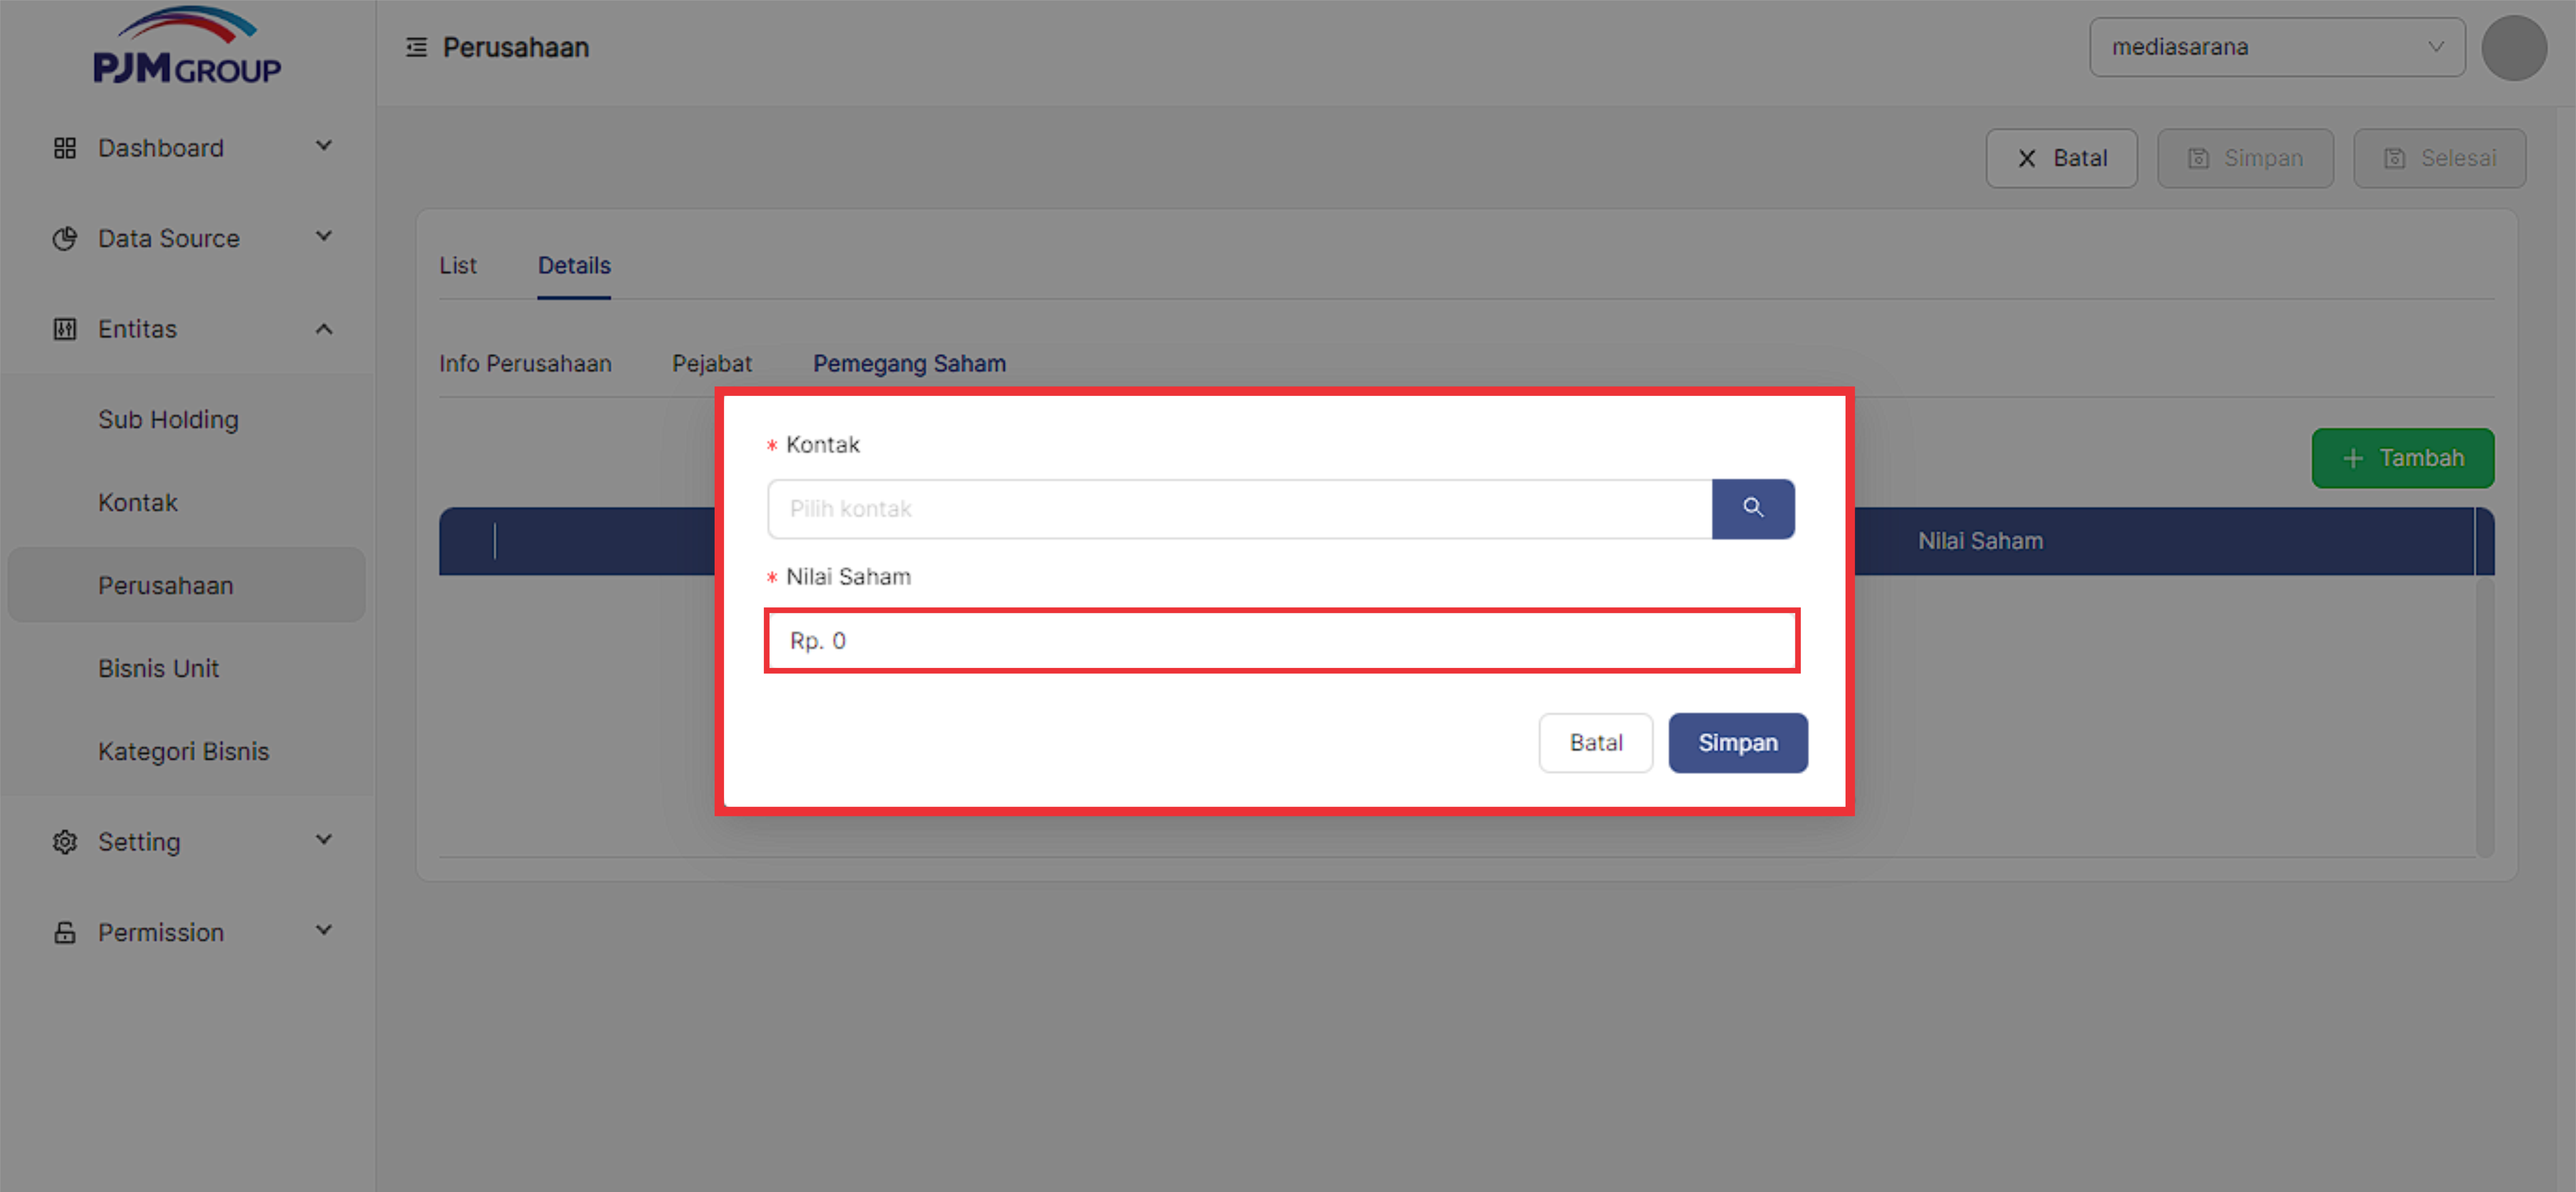 PJM GROUP
Perusahaan
mediasarana
Dashboard
Data Source
Entitas
Sub Holding
Kontak
Perusahaan
Bisnis Unit
Kategori Bisnis
Setting
Permission
Batal
Simpan
Selesai
List
Details
Info Perusahaan
Pejabat
Pemegang Saham
+ Tambah
Nilai Saham
* Kontak
Pilih kontak
* Nilai Saham
Rp. 0
Batal
Simpan